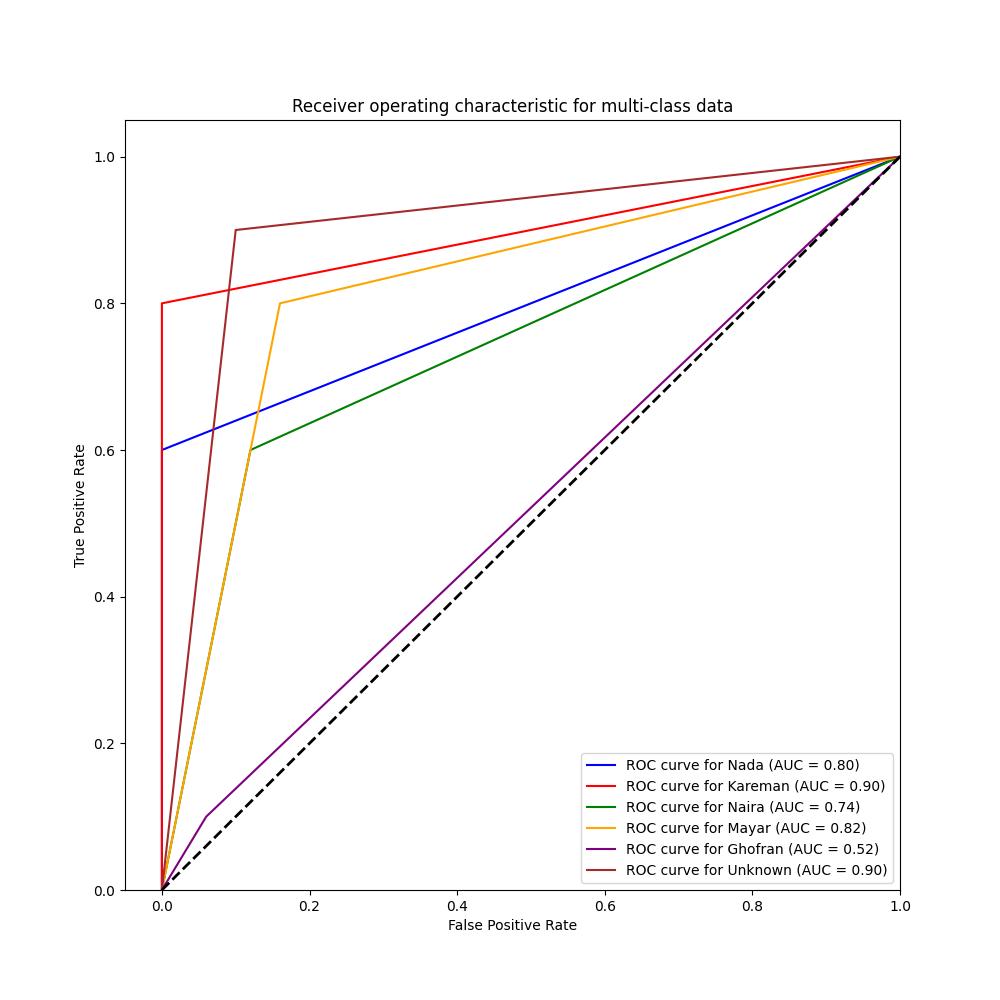 Receiver operating characteristic for multi-class data
True Positive Rate
1.0
0.8
0.6
0.4
0.2
0.0
ROC curve for Nada (AUC = 0.80)
ROC curve for Kareman (AUC = 0.90)
ROC curve for Naira (AUC = 0.74)
ROC curve for Mayar (AUC = 0.82)
ROC curve for Ghofran (AUC = 0.52)
ROC curve for Unknown (AUC = 0.90)
0.0 0.2 0.4 0.6 0.8 1.0
False Positive Rate